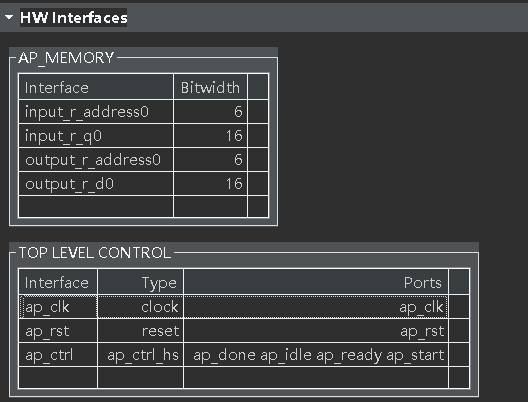 HW Interfaces
AP_MEMORY
Interface Bitwidth
input_r_address0 6
input_r_q0 16
output_r_address0 6
output_r_d0 16
TOP LEVEL CONTROL
Interface Type Ports
ap_clk clock ap_clk
ap_rst reset ap_rst
ap_ctrl ap_ctrl_hs ap_done ap_idle ap_ready ap_start